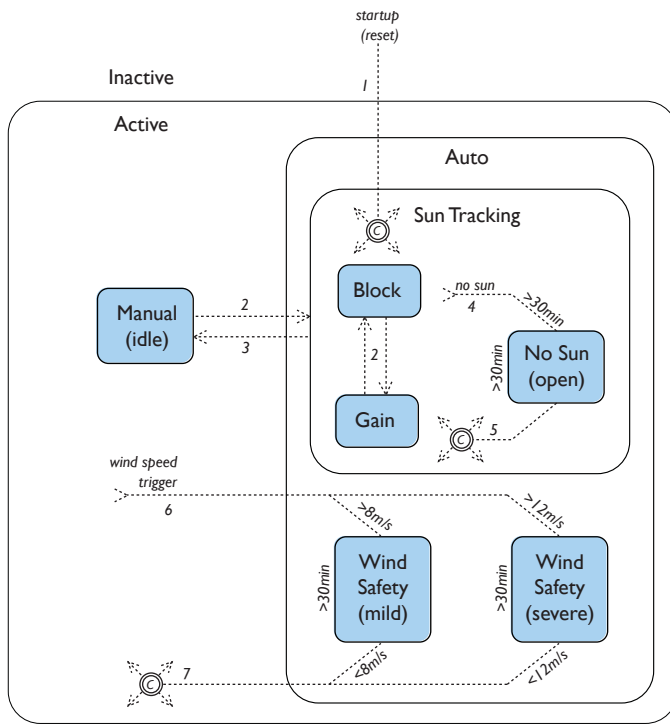 startup
(reset)
1
Inactive
Active
Auto
Sun Tracking
C
Block
no sun
4
>30min
Manual
(idle)
2
3
2
>30min
No Sun
(open)
Gain
C
5
wind speed
trigger
6
>8m/s
>12m/s
>30min
Wind
Safety
(mild)
>30min
Wind
Safety
(severe)
C
7
<8m/s
<12m/s